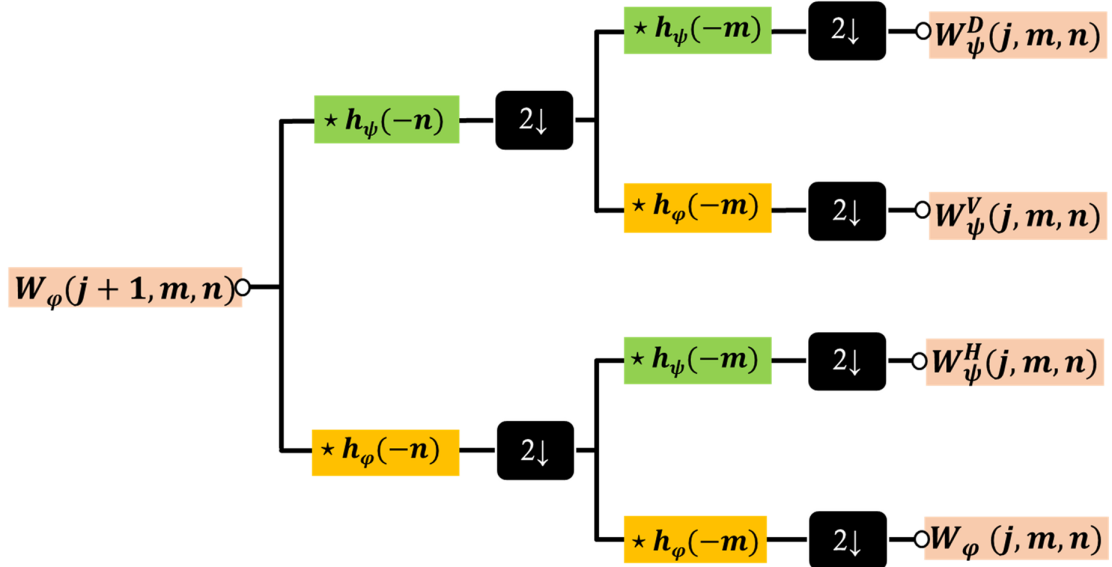 ⋆ h_ψ(−m)
2↓
W_ψ^D(j, m, n)
⋆ h_ψ(−n)
2↓
⋆ h_φ(−m)
2↓
W_ψ^V(j, m, n)
W_φ(j + 1, m, n)
⋆ h_ψ(−m)
2↓
W_ψ^H(j, m, n)
⋆ h_φ(−n)
2↓
⋆ h_φ(−m)
2↓
W_φ (j, m, n)